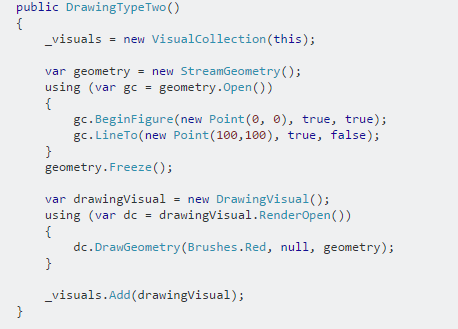 public DrawingTypeTwo()
{
    _visuals = new VisualCollection(this);

    var geometry = new StreamGeometry();
    using (var gc = geometry.Open())
    {
        gc.BeginFigure(new Point(0, 0), true, true);
        gc.LineTo(new Point(100,100), true, false);
    }
    geometry.Freeze();

    var drawingVisual = new DrawingVisual();
    using (var dc = drawingVisual.RenderOpen())
    {
        dc.DrawGeometry(Brushes.Red, null, geometry);
    }

    _visuals.Add(drawingVisual);
}